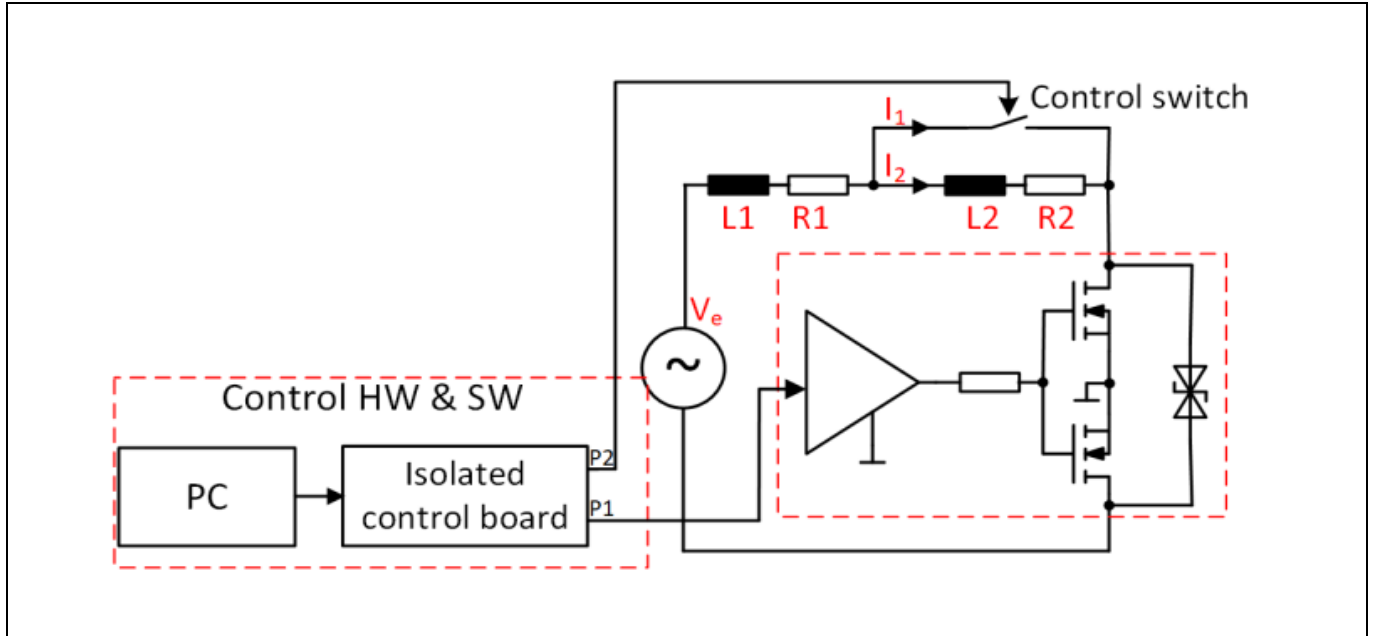 Control switch
I1
I2
L1
R1
L2
R2
Ve
~
Control HW & SW
PC
Isolated
control board
P2
P1